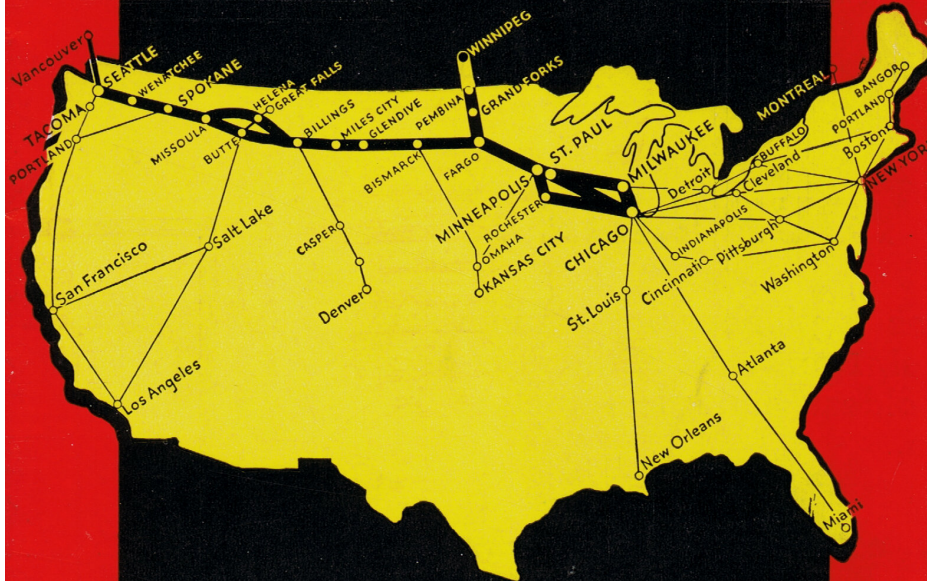 Vancouver
SEATTLE
WENATCHEE
SPOKANE
TACOMA
PORTLAND
MISSOULA
BUTTE
HELENA
GREAT FALLS
BILLINGS
MILES CITY
GLENDIVE
BISMARCK
WINNIPEG
PEMBINA
GRAND FORKS
FARGO
ST. PAUL
MINNEAPOLIS
ROCHESTER
MILWAUKEE
CHICAGO
MONTREAL
BANGOR
PORTLAND
Boston
BUFFALO
NEW YORK
Detroit
Cleveland
INDIANAPOLIS
Cincinnati
Pittsburgh
Washington
OMAHA
KANSAS CITY
CASPER
Denver
Salt Lake
San Francisco
Los Angeles
St. Louis
Atlanta
New Orleans
Miami